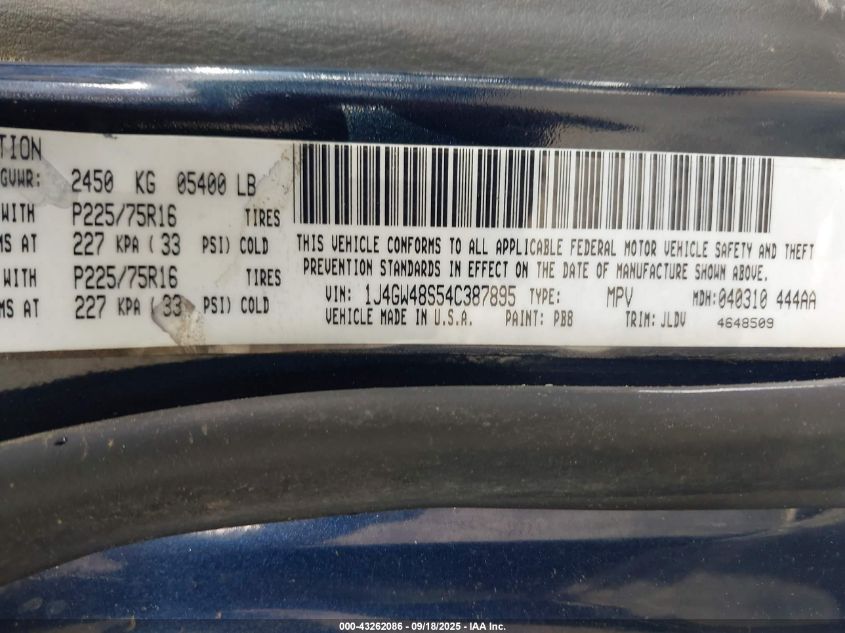 TION
GVWR: 2450 KG 05400 LB
WITH P225/75R16 TIRES
MS AT 227 KPA ( 33 PSI) COLD
WITH P225/75R16 TIRES
MS AT 227 KPA ( 33 PSI) COLD
THIS VEHICLE CONFORMS TO ALL APPLICABLE FEDERAL MOTOR VEHICLE SAFETY AND THEFT
PREVENTION STANDARDS IN EFFECT ON THE DATE OF MANUFACTURE SHOWN ABOVE.
VIN: 1J4GW48S54C387895 TYPE: MPV MDH: 040310 444AA
VEHICLE MADE IN U.S.A. PAINT: PB8 TRIM: JLDV 4648509
000-43262086 - 09/18/2025 - IAA Inc.